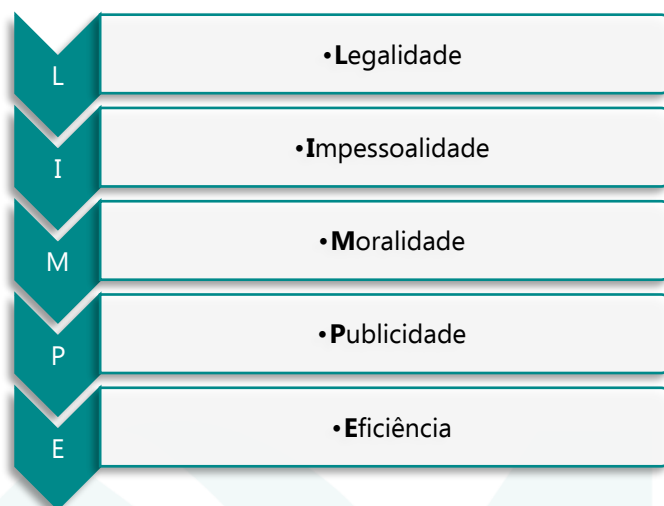 L
•Legalidade
I
•Impessoalidade
M
•Moralidade
P
•Publicidade
E
•Eficiência